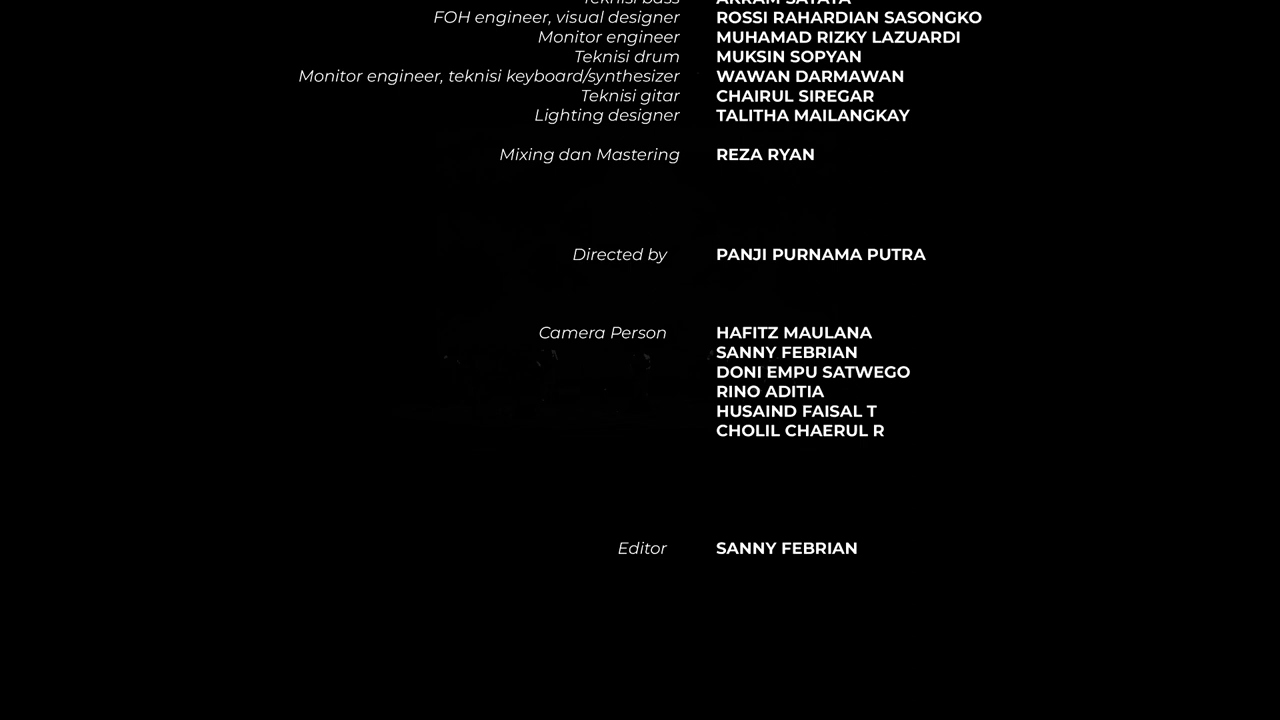 FOH engineer, visual designer ROSSI RAHARDIAN SASONGKO
Monitor engineer MUHAMAD RIZKY LAZUARDI
Teknisi drum MUKSIN SOPYAN
Monitor engineer, teknisi keyboard/synthesizer WAWAN DARMAWAN
Teknisi gitar CHAIRUL SIREGAR
Lighting designer TALITHA MAILANGKAY
Mixing dan Mastering REZA RYAN
Directed by PANJI PURNAMA PUTRA
Camera Person HAFITZ MAULANA
SANNY FEBRIAN
DONI EMPU SATWEGO
RINO ADITIA
HUSAIND FAISAL T
CHOLIL CHAERUL R
Editor SANNY FEBRIAN